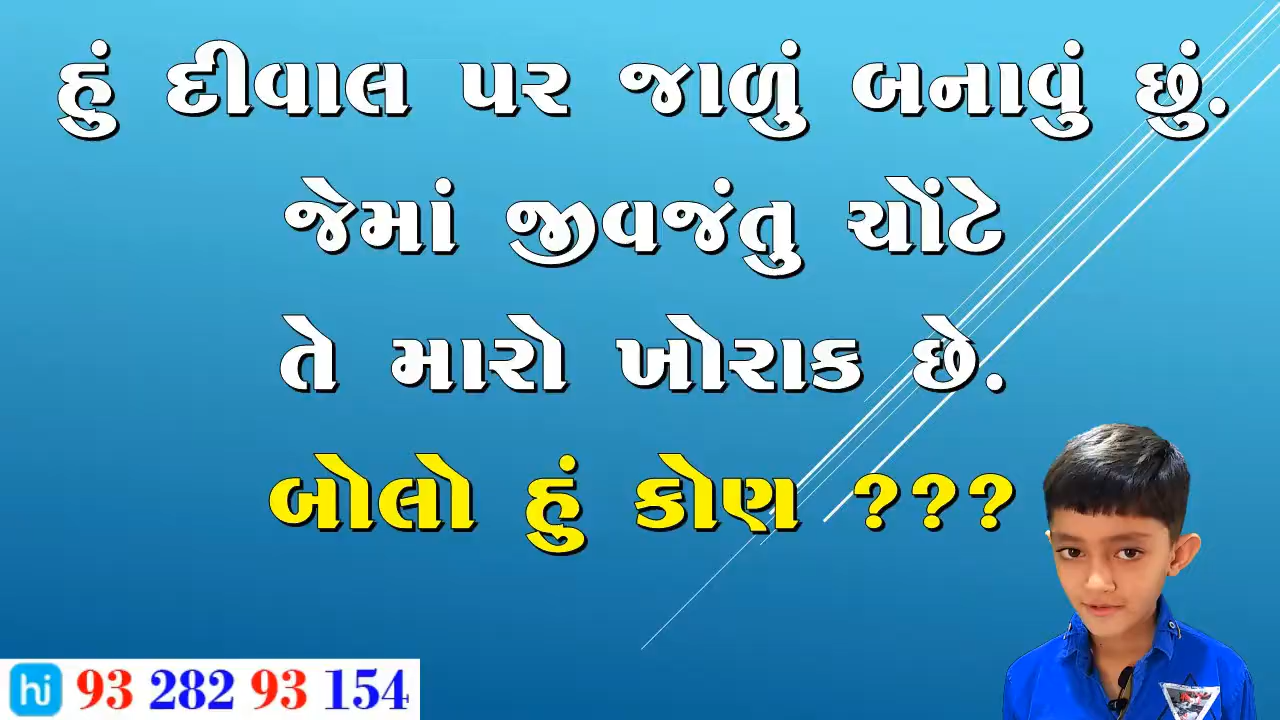 હું દીવાલ પર જાળું બનાવું છું.
જેમાં જીવજંતુ ચોંટે
તે મારો ખોરાક છે.
બોલો હું કોણ ???
hi 93 282 93 154